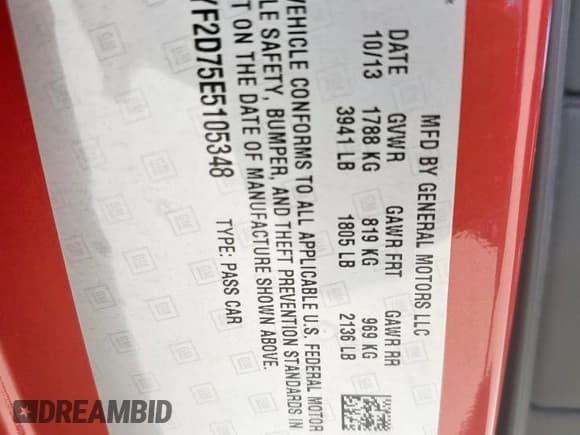 MFD BY GENERAL MOTORS LLC
DATE GVWR GAWR FRT GAWR RR
10/13 1788 KG 819 KG 969 KG
3941 LB 1805 LB 2136 LB
VEHICLE CONFORMS TO ALL APPLICABLE U.S. FEDERAL MOTOR
LE SAFETY, BUMPER, AND THEFT PREVENTION STANDARDS IN
T ON THE DATE OF MANUFACTURE SHOWN ABOVE.
YF2D75E5105348 TYPE: PASS CAR
DREAMBID